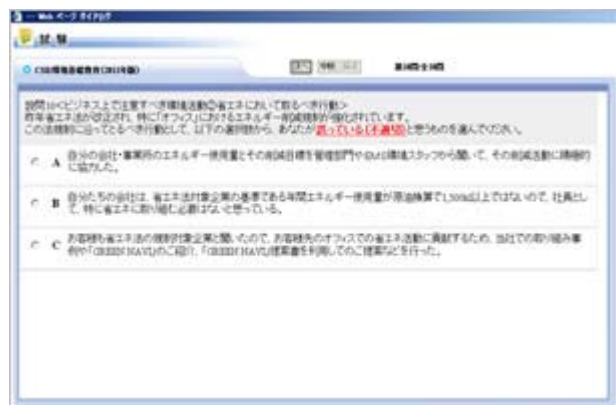 Web ページ ダイアログ
試験
CSR環境基礎教育(2011年版)
設問10<ビジネス上で注意すべき環境活動②省エネにおいて取るべき行動>
昨年省エネ法が改正され、特に「オフィス」におけるエネルギー削減規制が強化されています。
この法規制に沿ってとるべき行動として、以下の選択肢から、あなたが誤っている(不適切)と思うものを選んでください。
A 自分の会社・事業所のエネルギー使用量とその削減目標を管理部門や環境スタッフから聞いて、その削減活動に積極的
に協力した。
B 自分たちの会社は、省エネ法対象企業の基準である年間エネルギー使用量が原油換算で1,500kl以上ではないので、社員とし
て、特に省エネに取り組む必要はないと思っている。
C お客様も省エネ法の規制対象企業と聞いたので、お客様先のオフィスでの省エネ活動に貢献するため、当社での取り組み事
例や「GREEN NAVI」のご紹介、「GREEN NAVI」提案書を利用してのご提案などを行った。